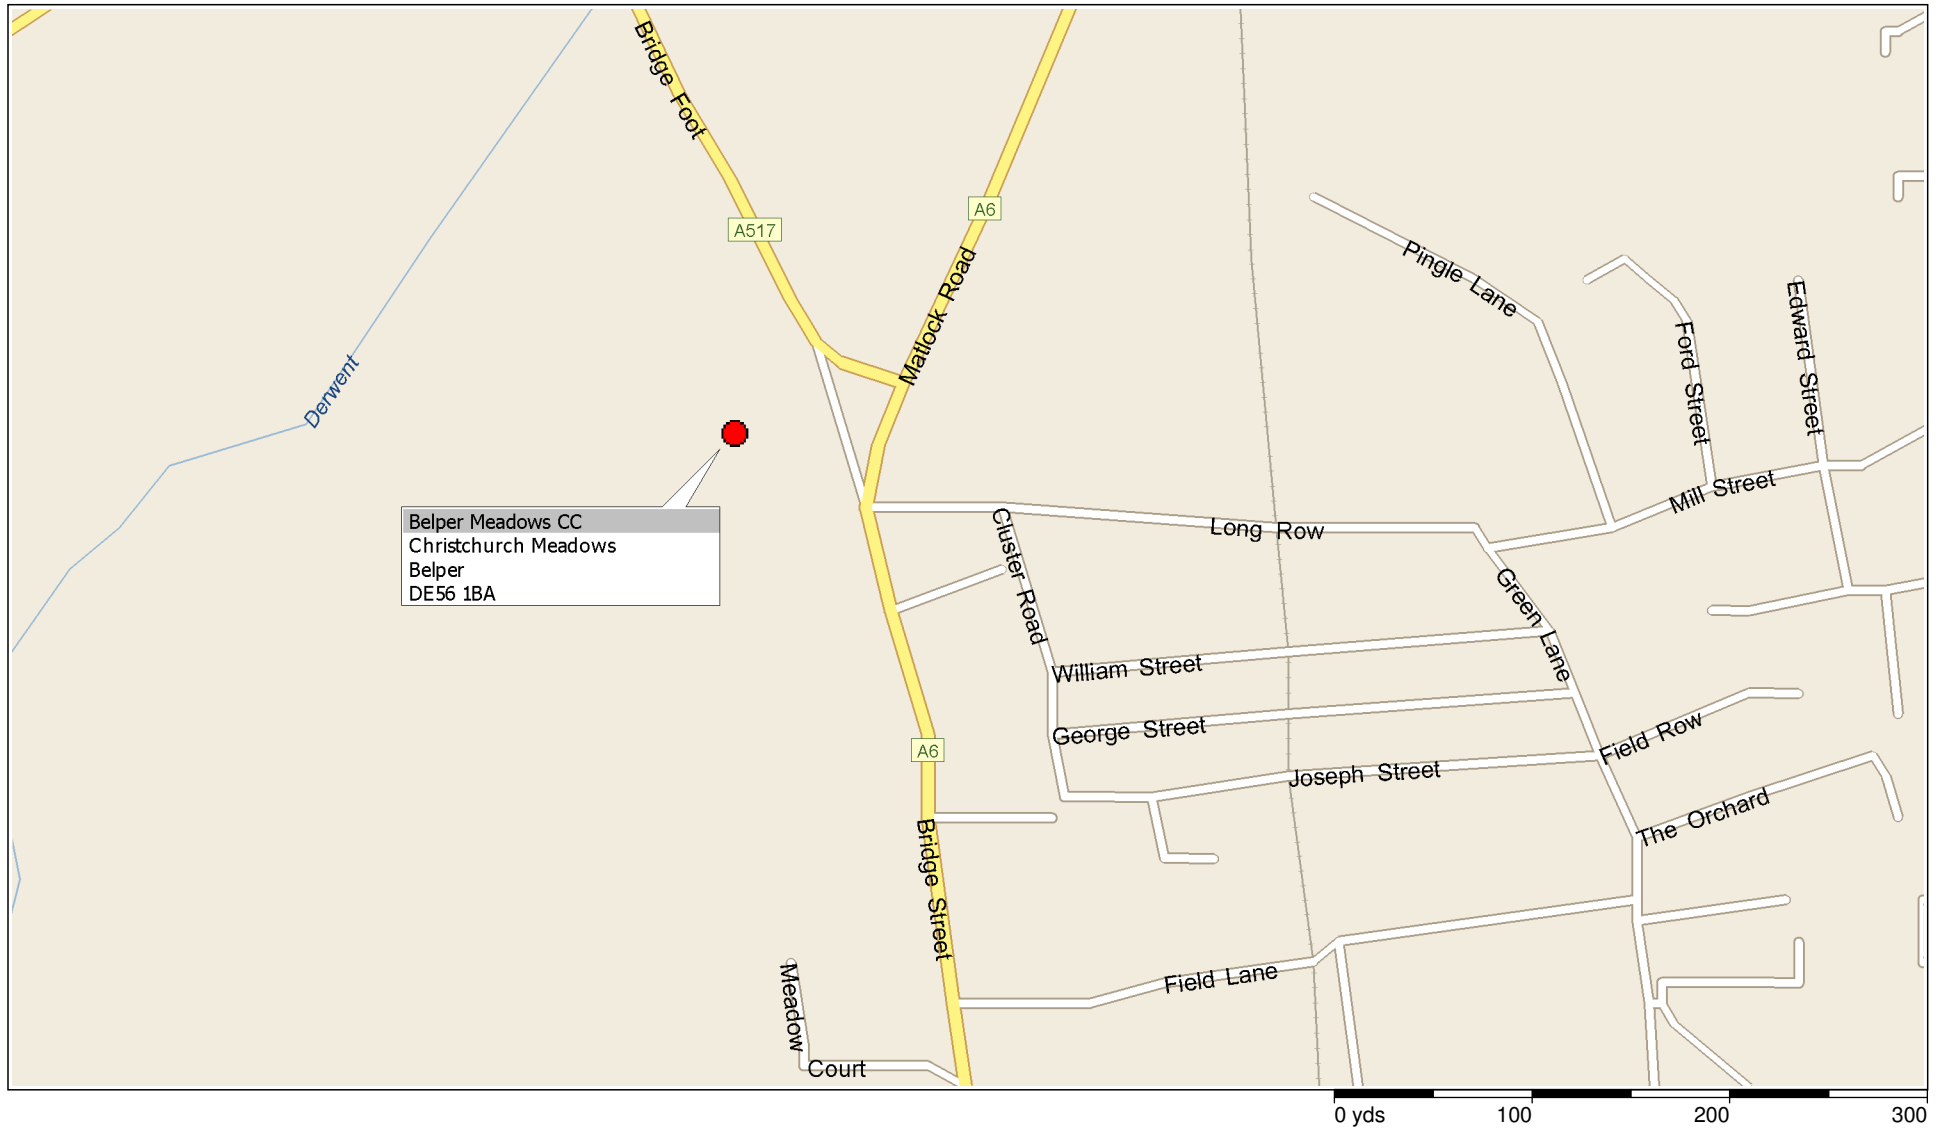 Bridge Foot
A517
A6
Matlock Road
Derwent
Pingle Lane
Ford Street
Edward Street
Mill Street
Belper Meadows CC
Christchurch Meadows
Belper
DE56 1BA
Cluster Road
Long Row
Green Lane
William Street
George Street
Field Row
A6
Joseph Street
The Orchard
Bridge Street
Field Lane
Meadow Court
0 yds 100 200 300